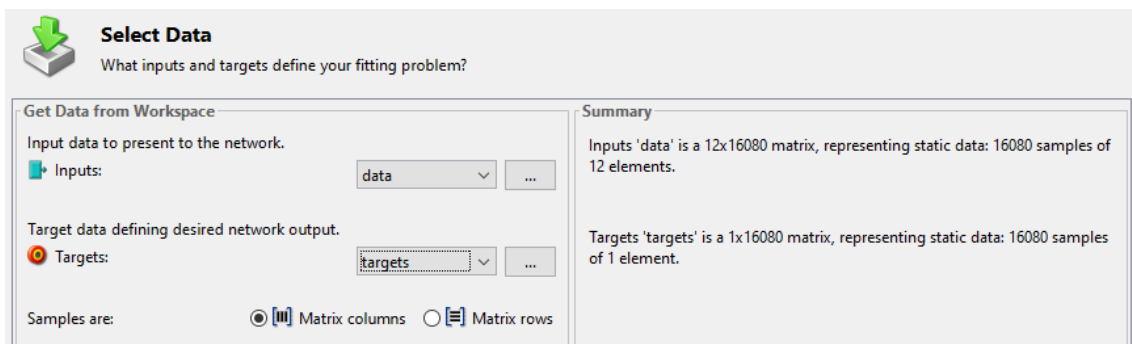 Select Data
What inputs and targets define your fitting problem?
Get Data from Workspace
Input data to present to the network.
Inputs:
data
...
Target data defining desired network output.
Targets:
targets
...
Samples are:
Matrix columns
Matrix rows
Summary
Inputs 'data' is a 12x16080 matrix, representing static data: 16080 samples of
12 elements.
Targets 'targets' is a 1x16080 matrix, representing static data: 16080 samples
of 1 element.